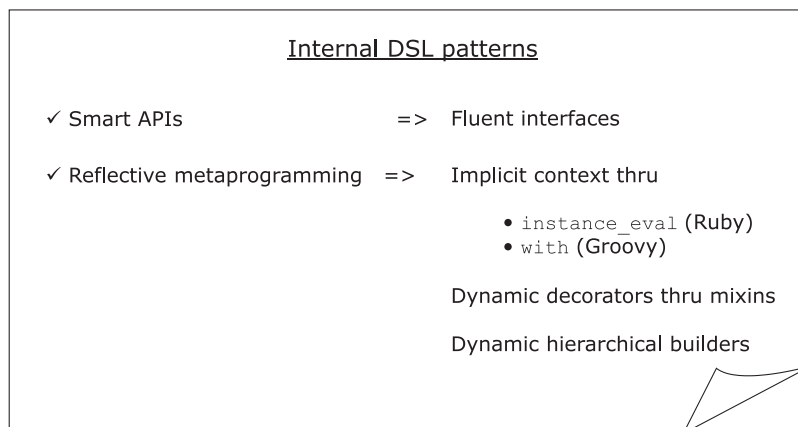 Internal DSL patterns
✓ Smart APIs => Fluent interfaces
✓ Reflective metaprogramming => Implicit context thru
• instance_eval (Ruby)
• with (Groovy)
Dynamic decorators thru mixins
Dynamic hierarchical builders